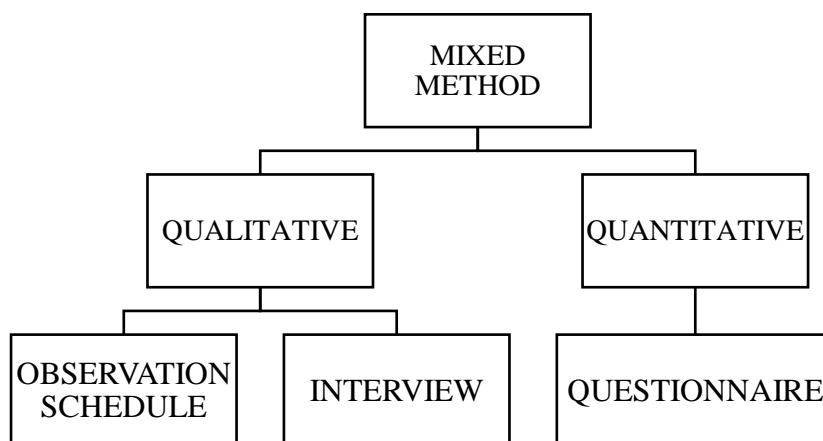 MIXED
METHOD
QUALITATIVE
QUANTITATIVE
OBSERVATION
SCHEDULE
INTERVIEW
QUESTIONNAIRE